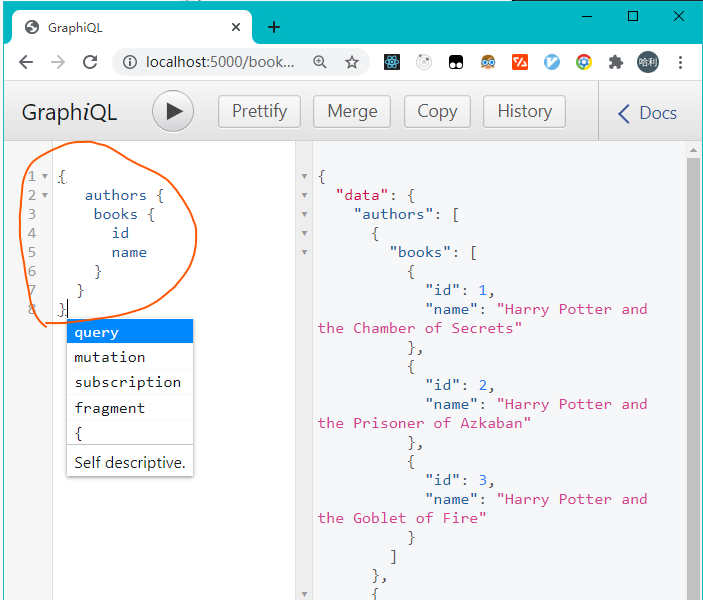 GraphiQL
localhost:5000/book...
哈利
GraphiQL
Prettify
Merge
Copy
History
Docs
1 {
2 authors {
3 books {
4 id
5 name
6 }
7 }
8 }
query
mutation
subscription
fragment
{
Self descriptive.
{
"data": {
"authors": [
{
"books": [
{
"id": 1,
"name": "Harry Potter and
the Chamber of Secrets"
},
{
"id": 2,
"name": "Harry Potter and
the Prisoner of Azkaban"
},
{
"id": 3,
"name": "Harry Potter and
the Goblet of Fire"
}
]
},
{